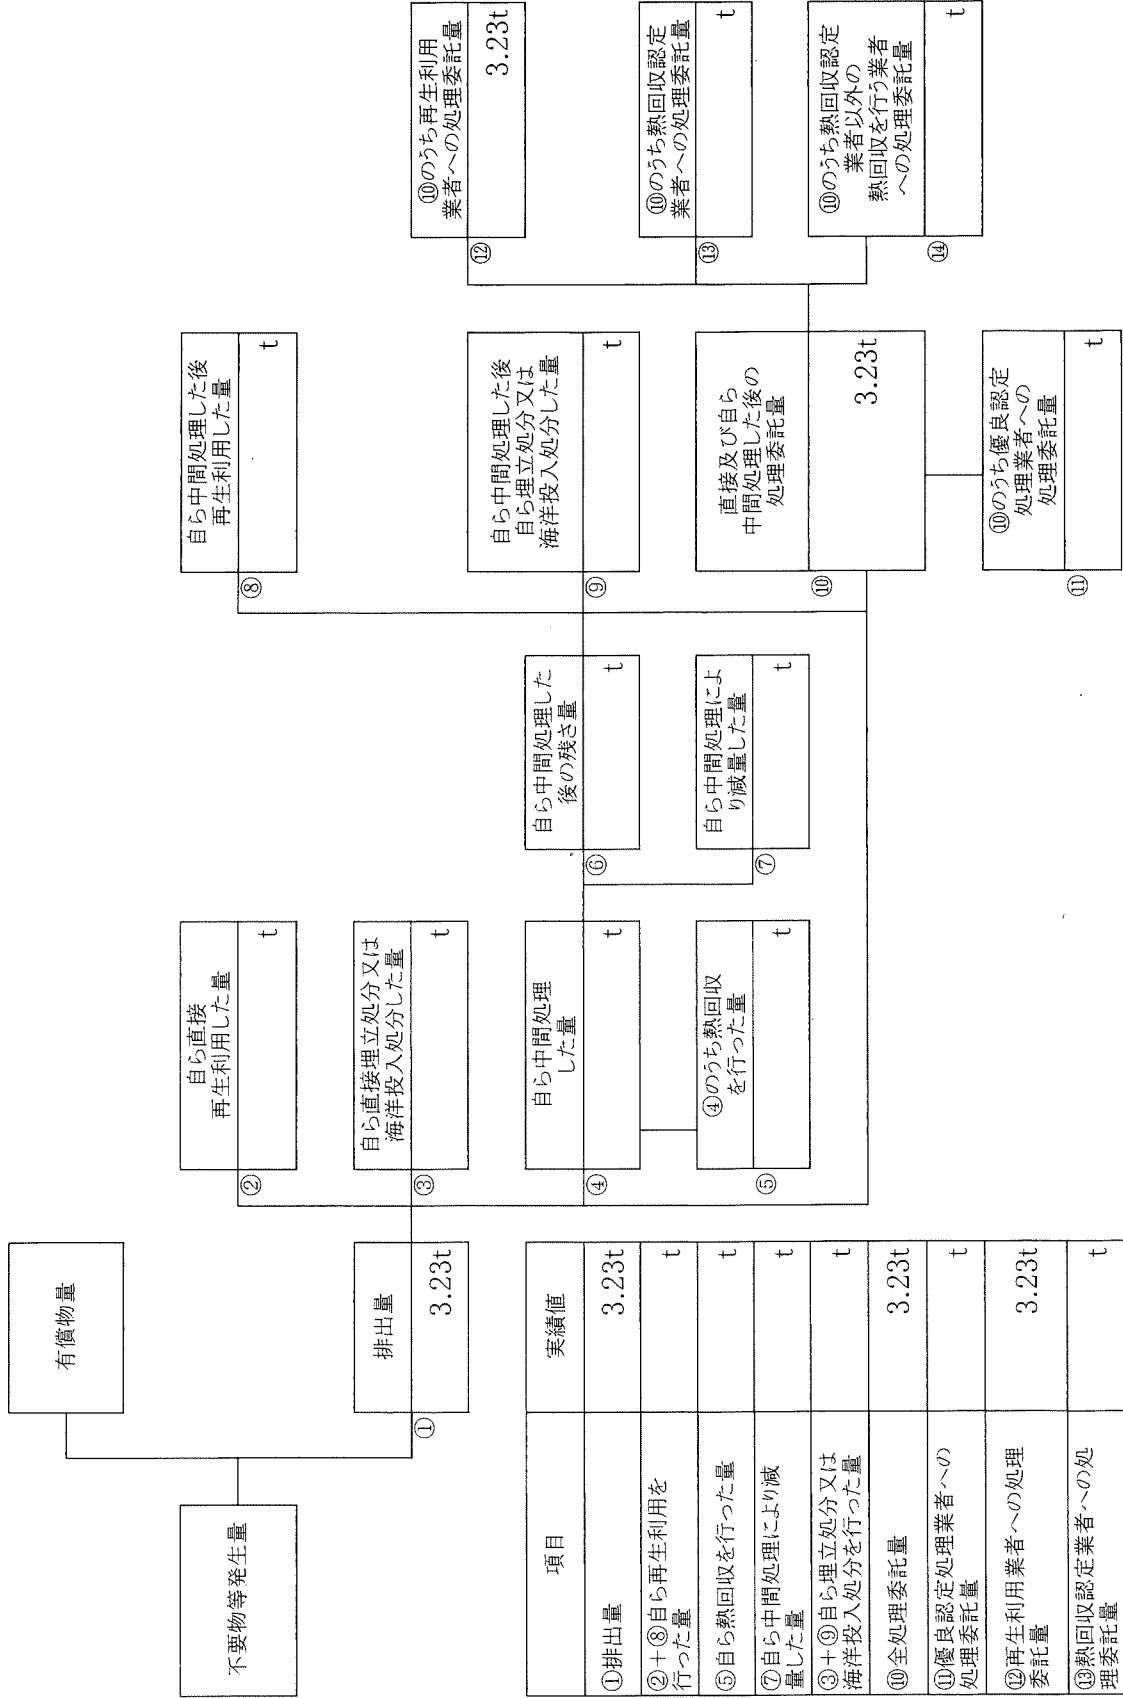 不要物等発生量
有償物量
排出量
①
3.23t
自ら直接
再生利用した量
②
t
自ら直接埋立処分又は
海洋投入処分した量
③
t
自ら中間処理
した量
④
t
④のうち熱回収
を行った量
⑤
t
自ら中間処理した
後の残さ量
⑥
t
自ら中間処理によ
り減量した量
⑦
t
自ら中間処理した後
再生利用した量
⑧
t
自ら中間処理した後
自ら埋立処分又は
海洋投入処分した量
⑨
t
直接及び自ら
中間処理した後の
処理委託量
⑩
3.23t
⑩のうち優良認定
処理業者への
処理委託量
⑪
t
⑩のうち再生利用
業者への処理委託量
⑫
3.23t
⑩のうち熱回収認定
業者への処理委託量
⑬
t
⑩のうち熱回収認定
業者以外の
熱回収を行う業者
への処理委託量
⑭
t
項目 実績値
①排出量 3.23t
②+⑧自ら再生利用を
行った量 t
⑤自ら熱回収を行った量 t
⑦自ら中間処理により減
量した量 t
③+⑨自ら埋立処分又は
海洋投入処分を行った量 t
⑩全処理委託量 3.23t
⑪優良認定処理業者への
処理委託量 t
⑫再生利用業者への処理
委託量 3.23t
⑬熱回収認定業者への処
理委託量 t